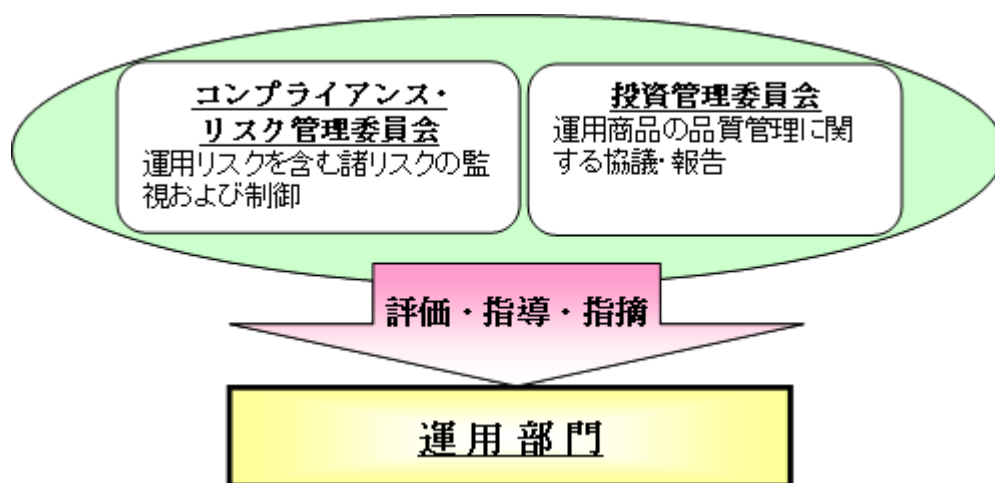 コンプライアンス・
リスク管理委員会
運用リスクを含む諸リスクの監
視および制御
投資管理委員会
運用商品の品質管理に関
する協議・報告
評価・指導・指摘
運用部門